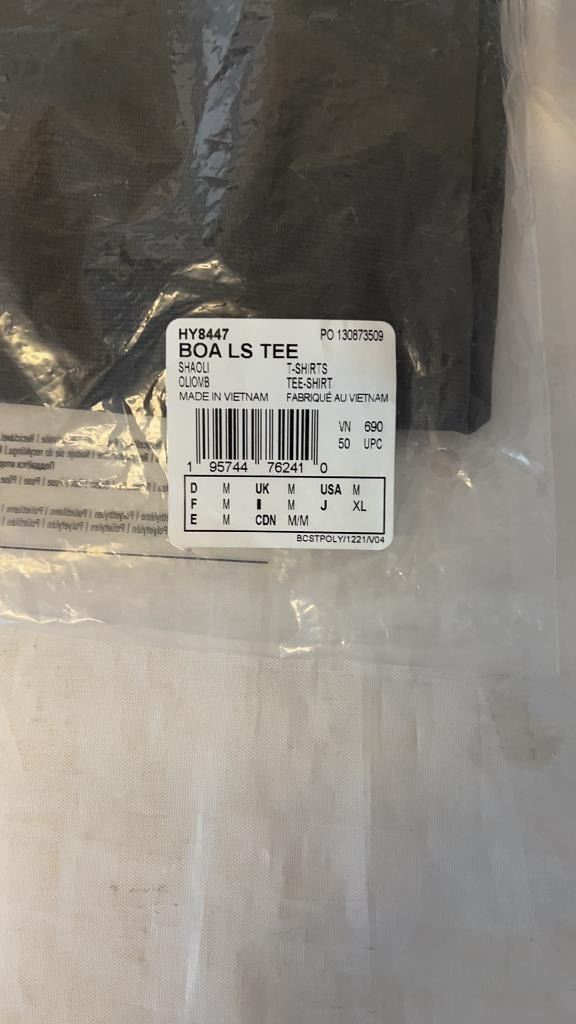 HY8447 PO 130873509
BOA LS TEE
SHAOLI T-SHIRTS
OLIOMB TEE-SHIRT
MADE IN VIETNAM FABRIQUÉ AU VIETNAM
VN 690
50 UPC
1 95744 76241 0
D M UK M USA M
F M I M J XL
E M CDN M/M
BCSTPOLY/1221/V04